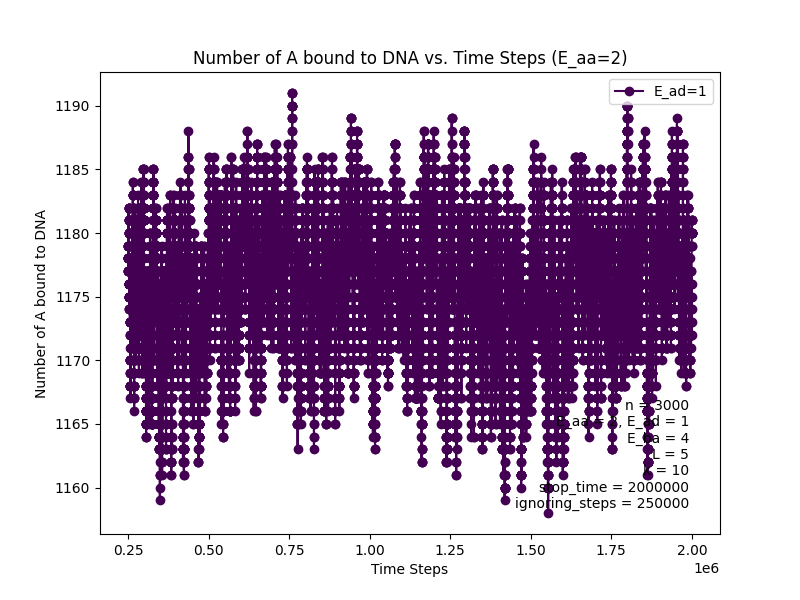 Number of A bound to DNA vs. Time Steps (E_aa=2)
E_ad=1
Number of A bound to DNA
1190
1185
1180
1175
1170
1165
1160
n = 3000
E_ad = 1
= 4
L = 5
= 10
stop_time = 2000000
ignoring_steps = 250000
0.25
0.50
0.75
1.00
1.25
1.50
1.75
2.00
1e6
Time Steps